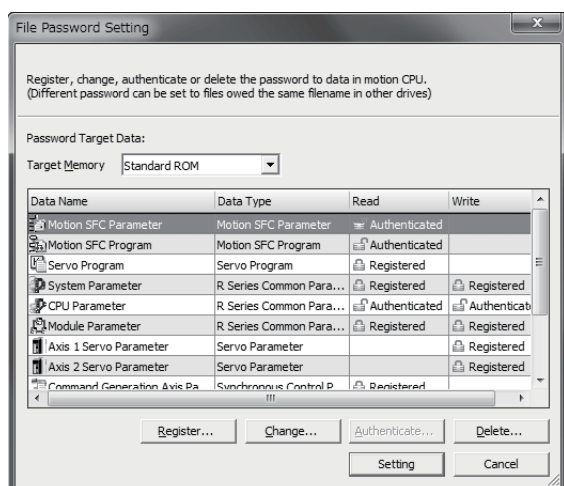 File Password Setting
Register, change, authenticate or delete the password to data in motion CPU.
(Different password can be set to files owed the same filename in other drives)
Password Target Data:
Target Memory Standard ROM
Data Name Data Type Read Write
Motion SFC Parameter Motion SFC Parameter Authenticated
Motion SFC Program Motion SFC Program Authenticated
Servo Program Servo Program Registered
System Parameter R Series Common Para... Registered Registered
CPU Parameter R Series Common Para... Authenticated Authenticat
Module Parameter R Series Common Para... Registered Registered
Axis 1 Servo Parameter Servo Parameter Registered
Axis 2 Servo Parameter Servo Parameter Registered
Command Generation Axis Pa Synchronous Control P Registered
Register... Change... Authenticate... Delete...
Setting Cancel